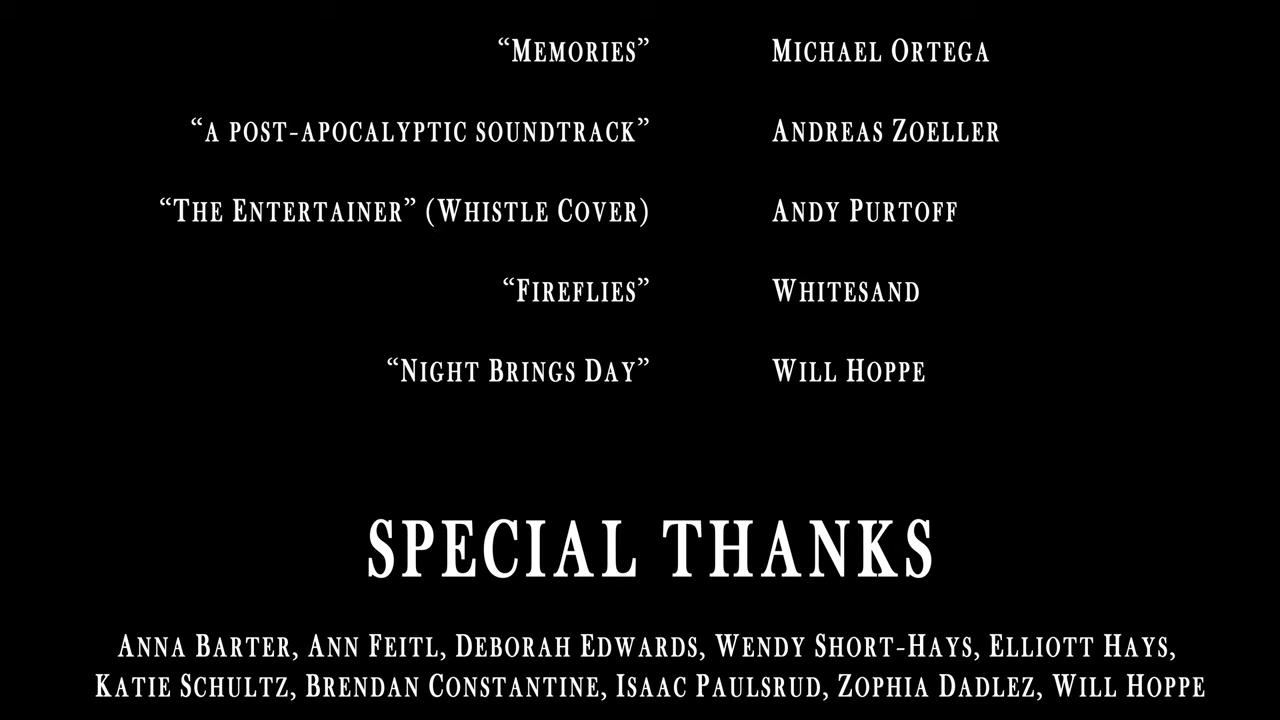 “Memories” Michael Ortega
“a post-apocalyptic soundtrack” Andreas Zoeller
“The Entertainer” (Whistle Cover) Andy Purtoff
“Fireflies” Whitesand
“Night Brings Day” Will Hoppe
SPECIAL THANKS
Anna Barter, Ann Feitl, Deborah Edwards, Wendy Short-Hays, Elliott Hays,
Katie Schultz, Brendan Constantine, Isaac Paulsrud, Zophia Dadlez, Will Hoppe